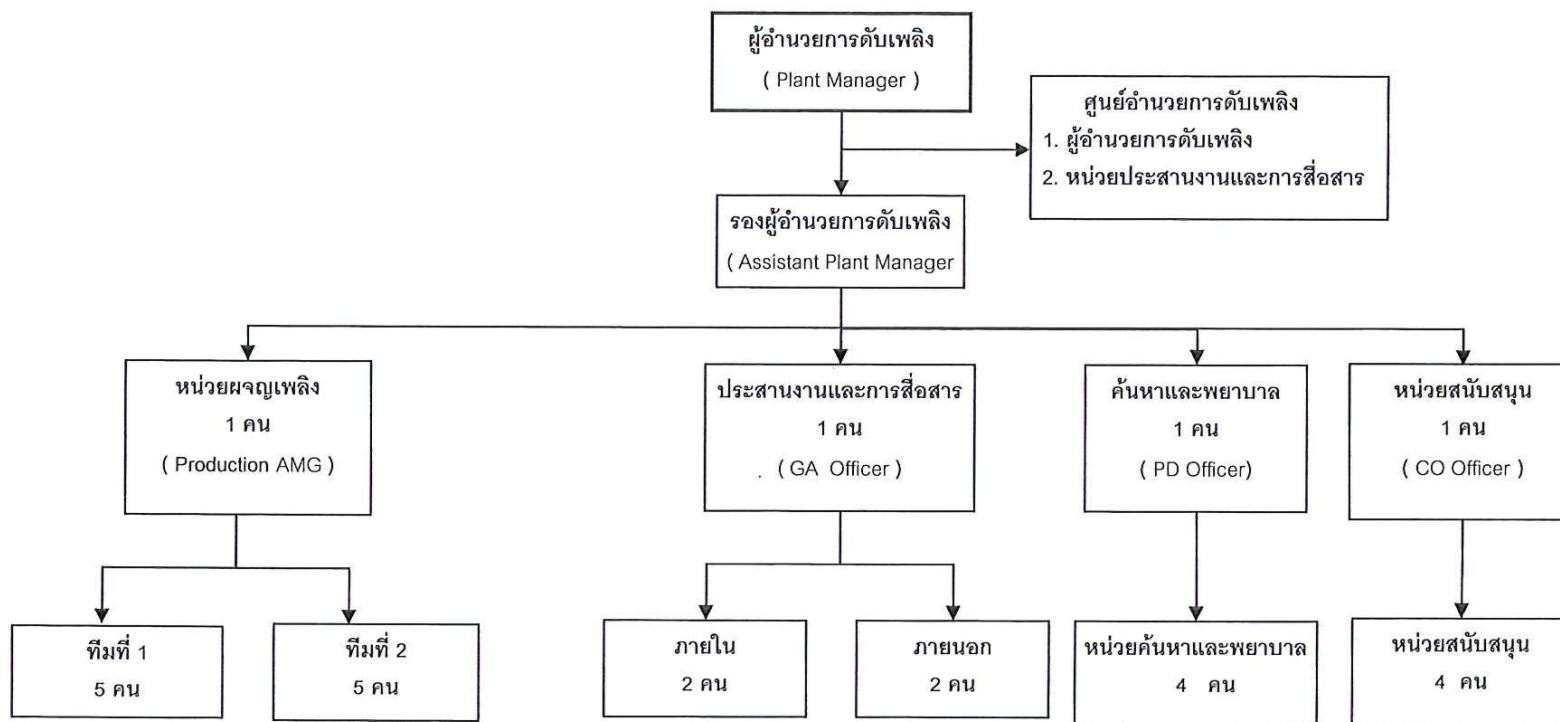 ผู้อำนวยการดับเพลิง
( Plant Manager )
ศูนย์อำนวยการดับเพลิง
1. ผู้อำนวยการดับเพลิง
2. หน่วยประสานงานและการสื่อสาร
รองผู้อำนวยการดับเพลิง
( Assistant Plant Manager
หน่วยผจญเพลิง
1 คน
( Production AMG )
ประสานงานและการสื่อสาร
1 คน
( GA Officer )
ค้นหาและพยาบาล
1 คน
( PD Officer)
หน่วยสนับสนุน
1 คน
( CO Officer )
ทีมที่ 1
5 คน
ทีมที่ 2
5 คน
ภายใน
2 คน
ภายนอก
2 คน
หน่วยค้นหาและพยาบาล
4 คน
หน่วยสนับสนุน
4 คน